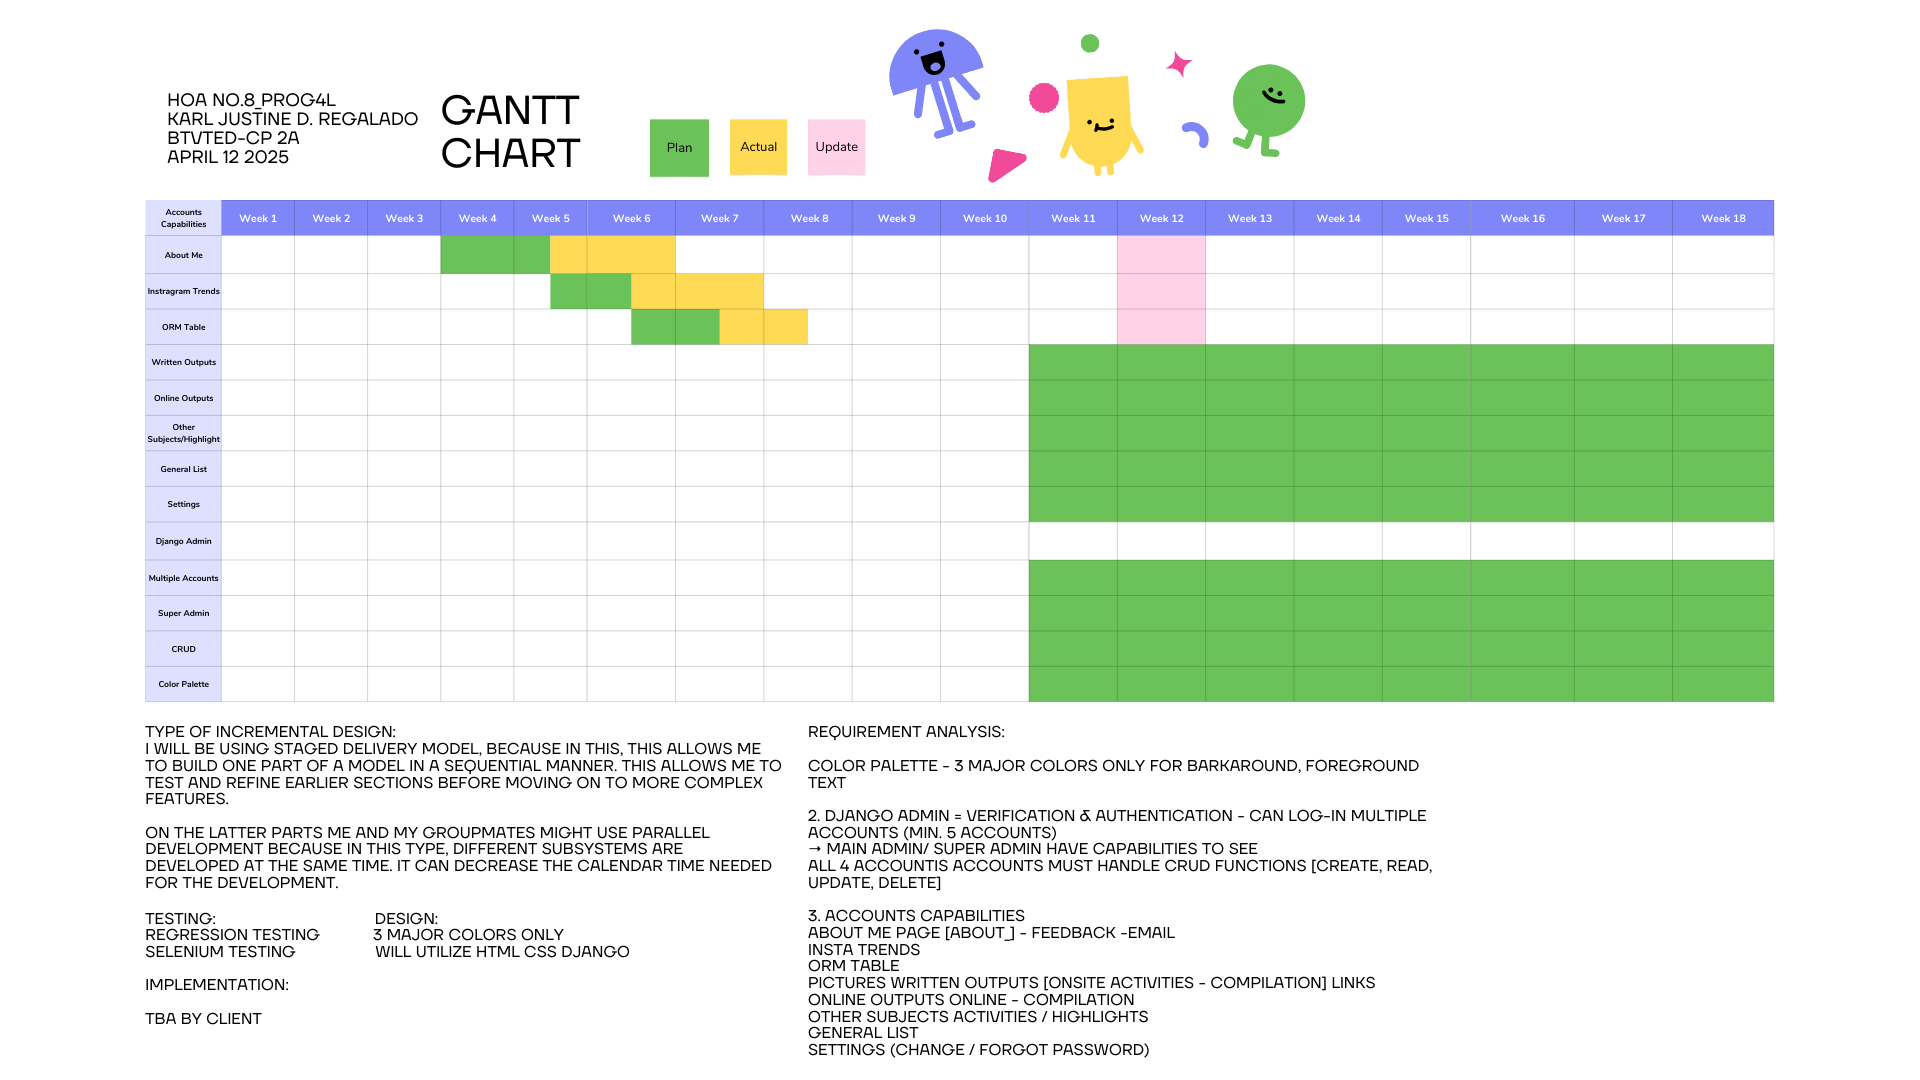 HOA NO.8_PROG4L
KARL JUSTINE D. REGALADO
BTVTED-CP 2A
APRIL 12 2025
GANTT
CHART
Plan
Actual
Update
Accounts
Capabilities
Week 1
Week 2
Week 3
Week 4
Week 5
Week 6
Week 7
Week 8
Week 9
Week 10
Week 11
Week 12
Week 13
Week 14
Week 15
Week 16
Week 17
Week 18
About Me
Instragram Trends
ORM Table
Written Outputs
Online Outputs
Other
Subjects/Highlight
General List
Settings
Django Admin
Multiple Accounts
Super Admin
CRUD
Color Palette
TYPE OF INCREMENTAL DESIGN:
I WILL BE USING STAGED DELIVERY MODEL, BECAUSE IN THIS, THIS ALLOWS ME
TO BUILD ONE PART OF A MODEL IN A SEQUENTIAL MANNER. THIS ALLOWS ME TO
TEST AND REFINE EARLIER SECTIONS BEFORE MOVING ON TO MORE COMPLEX
FEATURES.
ON THE LATTER PARTS ME AND MY GROUPMATES MIGHT USE PARALLEL
DEVELOPMENT BECAUSE IN THIS TYPE, DIFFERENT SUBSYSTEMS ARE
DEVELOPED AT THE SAME TIME. IT CAN DECREASE THE CALENDAR TIME NEEDED
FOR THE DEVELOPMENT.
TESTING:
REGRESSION TESTING
SELENIUM TESTING
DESIGN:
3 MAJOR COLORS ONLY
WILL UTILIZE HTML CSS DJANGO
IMPLEMENTATION:
TBA BY CLIENT
REQUIREMENT ANALYSIS:
COLOR PALETTE - 3 MAJOR COLORS ONLY FOR BARKAROUND, FOREGROUND
TEXT
2. DJANGO ADMIN = VERIFICATION & AUTHENTICATION - CAN LOG-IN MULTIPLE
ACCOUNTS (MIN. 5 ACCOUNTS)
→ MAIN ADMIN/ SUPER ADMIN HAVE CAPABILITIES TO SEE
ALL 4 ACCOUNTIS ACCOUNTS MUST HANDLE CRUD FUNCTIONS [CREATE, READ,
UPDATE, DELETE]
3. ACCOUNTS CAPABILITIES
ABOUT ME PAGE [ABOUT_] - FEEDBACK -EMAIL
INSTA TRENDS
ORM TABLE
PICTURES WRITTEN OUTPUTS [ONSITE ACTIVITIES - COMPILATION] LINKS
ONLINE OUTPUTS ONLINE - COMPILATION
OTHER SUBJECTS ACTIVITIES / HIGHLIGHTS
GENERAL LIST
SETTINGS (CHANGE / FORGOT PASSWORD)